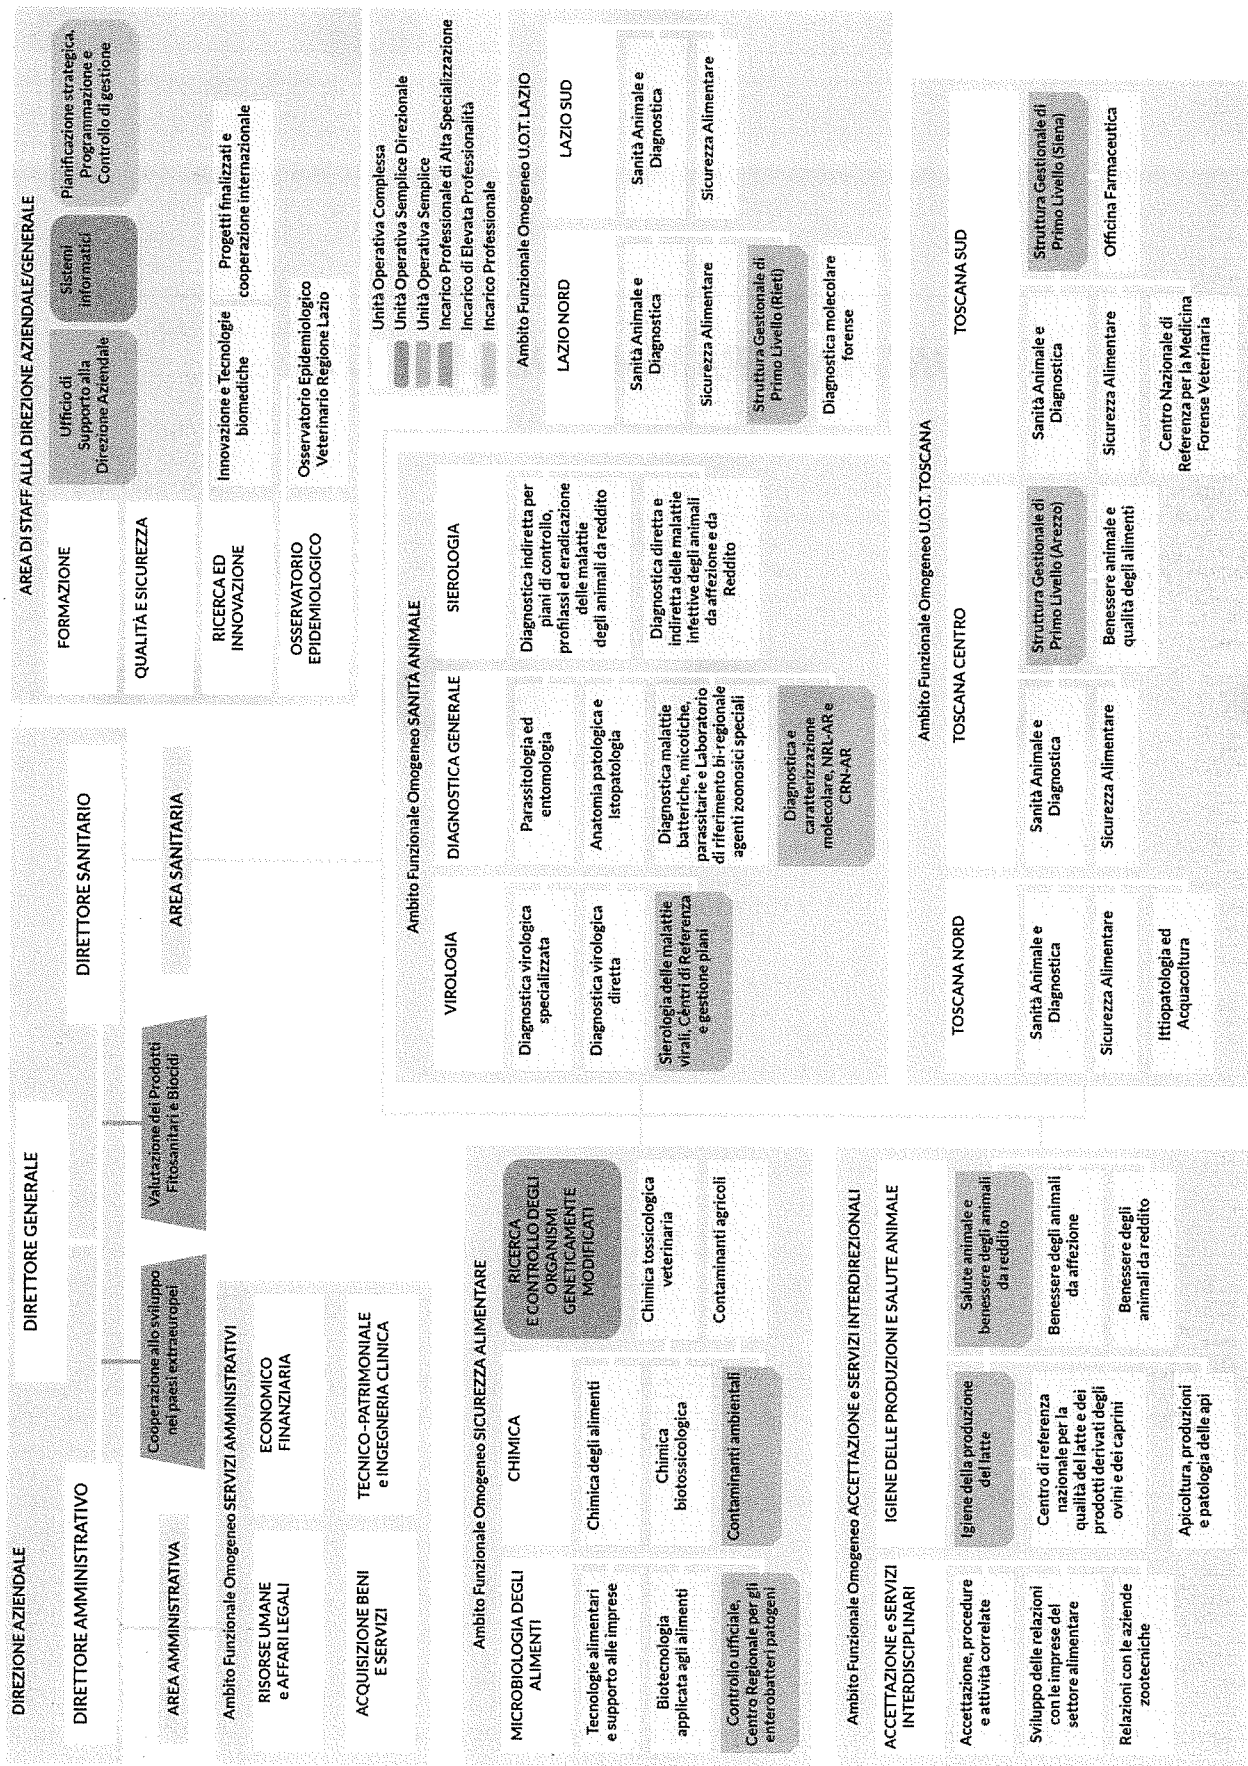 DIREZIONE AZIENDALE
DIRETTORE GENERALE
DIRETTORE AMMINISTRATIVO
DIRETTORE SANITARIO
AREA AMMINISTRATIVA
Cooperazione allo sviluppo
nei paesi extraeuropei
Valutazione dei Prodotti
Fitosanitari e Biocidi
AREA SANITARIA
Ambito Funzionale Omogeneo SERVIZI AMMINISTRATIVI
RISORSE UMANE
e AFFARI LEGALI
ECONOMICO
FINANZIARIA
ACQUISIZIONE BENI
E SERVIZI
TECNICO-PATRIMONIALE
e INGEGNERIA CLINICA
AREA DI STAFF ALLA DIREZIONE AZIENDALE/GENERALE
FORMAZIONE
Ufficio di
Supporto alla
Direzione Aziendale
Sistemi
Informatici
Pianificazione strategica,
Programmazione e
Controllo di gestione
QUALITÀ E SICUREZZA
RICERCA ED
INNOVAZIONE
Innovazione e Tecnologie
biomediche
Progetti finalizzati e
cooperazione internazionale
OSSERVATORIO
EPIDEMIOLOGICO
Osservatorio Epidemiologico
Veterinario Regione Lazio
Unità Operativa Complessa
Unità Operativa Semplice Direzionale
Unità Operativa Semplice
Incarico Professionale di Alta Specializzazione
Incarico di Elevata Professionalità
Incarico Professionale
Ambito Funzionale Omogeneo SICUREZZA ALIMENTARE
MICROBIOLOGIA DEGLI
ALIMENTI
Tecnologie alimentari
e supporto alle imprese
Biotecnologia
applicata agli alimenti
Controllo ufficiale,
Centro Regionale per gli
enterobatteri patogeni
CHIMICA
Chimica degli alimenti
Chimica
biotossicologica
Contaminanti ambientali
RICERCA
E CONTROLLO DEGLI
ORGANISMI
GENETICAMENTE
MODIFICATI
Chimica tossicologica
veterinaria
Contaminanti agricoli
Ambito Funzionale Omogeneo SANITÀ ANIMALE
VIROLOGIA
Diagnostica virologica
specializzata
Diagnostica virologica
diretta
Sierologia delle malattie
virali, Centri di Referenza
e gestione piani
DIAGNOSTICA GENERALE
Parassitologia ed
entomologia
Anatomia patologica e
Istopatologia
Diagnostica malattie
batteriche, micotiche,
parassitarie e Laboratorio
di riferimento bi-regionale
agenti zoonosici speciali
Diagnostica e
caratterizzazione
molecolare, NRL-AR e
CRN-AR
SIEROLOGIA
Diagnostica indiretta per
piani di controllo,
profilassi ed eradicazione
delle malattie
degli animali da reddito
Diagnostica diretta e
indiretta delle malattie
infettive degli animali
da affezione e da
Reddito
Ambito Funzionale Omogeneo U.O.T. LAZIO
LAZIO NORD
Sanità Animale e
Diagnostica
Sicurezza Alimentare
Struttura Gestionale di
Primo Livello (Rieti)
Diagnostica molecolare
forense
LAZIO SUD
Sanità Animale e
Diagnostica
Sicurezza Alimentare
Ambito Funzionale Omogeneo ACCETTAZIONE e SERVIZI INTERDIREZIONALI
ACCETTAZIONE e SERVIZI
INTERDISCIPLINARI
Accettazione, procedure
e attività correlate
Sviluppo delle relazioni
con le imprese del
settore alimentare
Relazioni con le aziende
zootecniche
IGIENE DELLE PRODUZIONI E SALUTE ANIMALE
Igiene della produzione
del latte
Centro di referenza
nazionale per la
qualità del latte e dei
prodotti derivati degli
ovini e dei caprini
Apicoltura, produzioni
e patologia delle api
Salute animale e
benessere degli animali
da reddito
Benessere degli animali
da affezione
Benessere degli
animali da reddito
Ambito Funzionale Omogeneo U.O.T. TOSCANA
TOSCANA NORD
Sanità Animale e
Diagnostica
Sicurezza Alimentare
Ittiopatologia ed
Acquacoltura
TOSCANA CENTRO
Sanità Animale e
Diagnostica
Sicurezza Alimentare
Struttura Gestionale di
Primo Livello (Arezzo)
Benessere animale e
qualità degli alimenti
TOSCANA SUD
Sanità Animale e
Diagnostica
Sicurezza Alimentare
Centro Nazionale di
Referenza per la Medicina
Forense Veterinaria
Struttura Gestionale di
Primo Livello (Siena)
Officina Farmaceutica